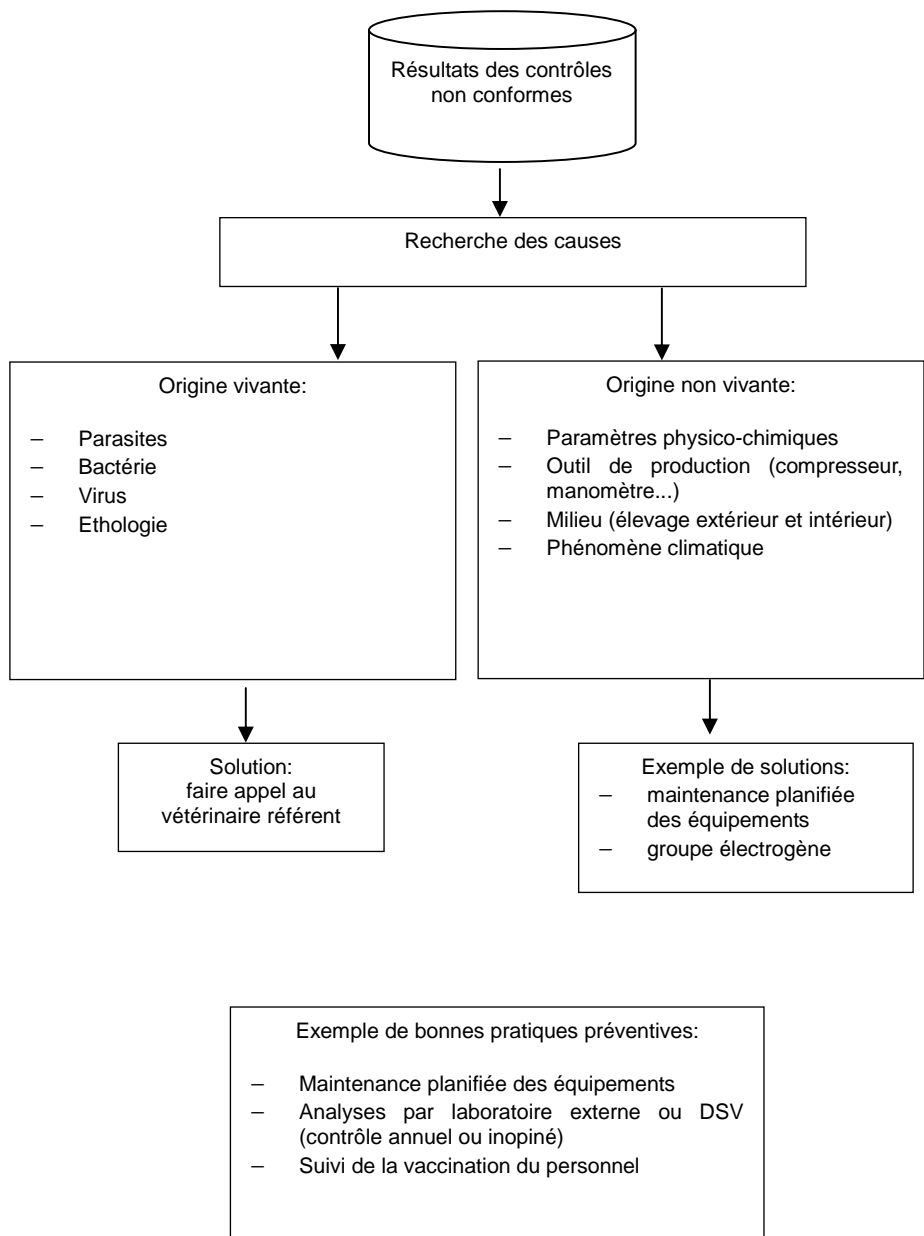 Résultats des contrôles
non conformes
Recherche des causes
Origine vivante:
– Parasites
– Bactérie
– Virus
– Ethologie
Origine non vivante:
– Paramètres physico-chimiques
– Outil de production (compresseur,
manomètre...)
– Milieu (élevage extérieur et intérieur)
– Phénomène climatique
Solution:
faire appel au
vétérinaire référent
Exemple de solutions:
– maintenance planifiée
des équipements
– groupe électrogène
Exemple de bonnes pratiques préventives:
– Maintenance planifiée des équipements
– Analyses par laboratoire externe ou DSV
(contrôle annuel ou inopiné)
– Suivi de la vaccination du personnel